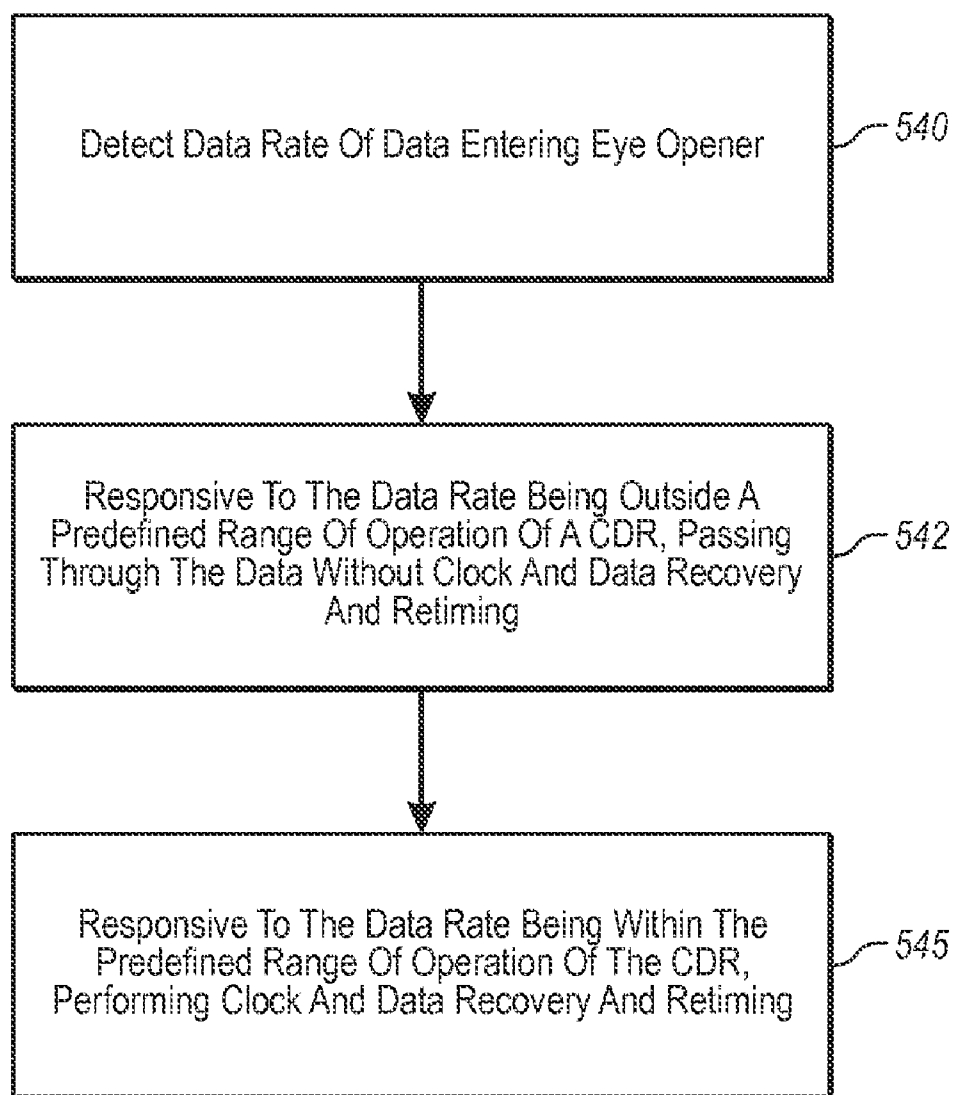 Detect Data Rate Of Data Entering Eye Opener
540
Responsive To The Data Rate Being Outside A
Predefined Range Of Operation Of A CDR, Passing
Through The Data Without Clock And Data Recovery
And Retiming
542
Responsive To The Data Rate Being Within The
Predefined Range Of Operation Of The CDR,
Performing Clock And Data Recovery And Retiming
545